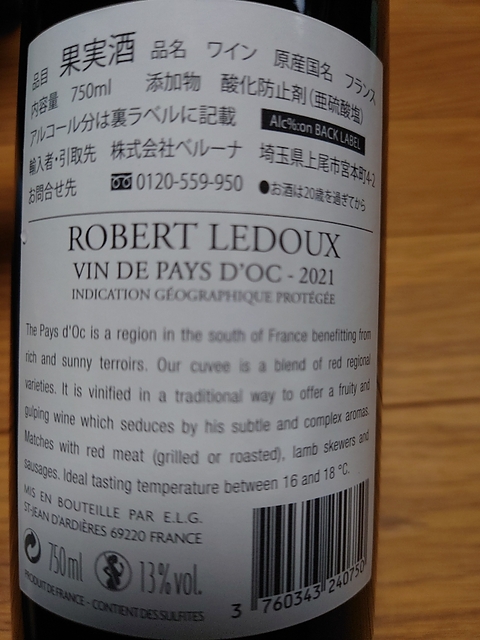 品目 果実酒 品名 ワイン 原産国名 フランス
内容量 750ml 添加物 酸化防止剤(亜硫酸塩)
アルコール分は裏ラベルに記載 Alc%:on BACK LABEL
輸入者・引取先 株式会社ベルーナ 埼玉県上尾市宮本町4-2
お問合せ先 0120-559-950 ●お酒は20歳を過ぎてから
ROBERT LEDOUX
VIN DE PAYS D'OC - 2021
INDICATION GÉOGRAPHIQUE PROTÉGÉE
The Pays d'Oc is a region in the south of France benefitting from
rich and sunny terroirs. Our cuvee is a blend of red regional
varieties. It is vinified in a traditional way to offer a fruity and
gulping wine which seduces by his subtle and complex aromas.
Matches with red meat (grilled or roasted), lamb skewers and
sausages. Ideal tasting temperature between 16 and 18 °C.
MIS EN BOUTEILLE PAR E.L.G.
ST-JEAN D'ARDIÈRES 69220 FRANCE
750ml 13%vol.
PRODUIT DE FRANCE - CONTIENT DES SULFITES
3 760343 240750